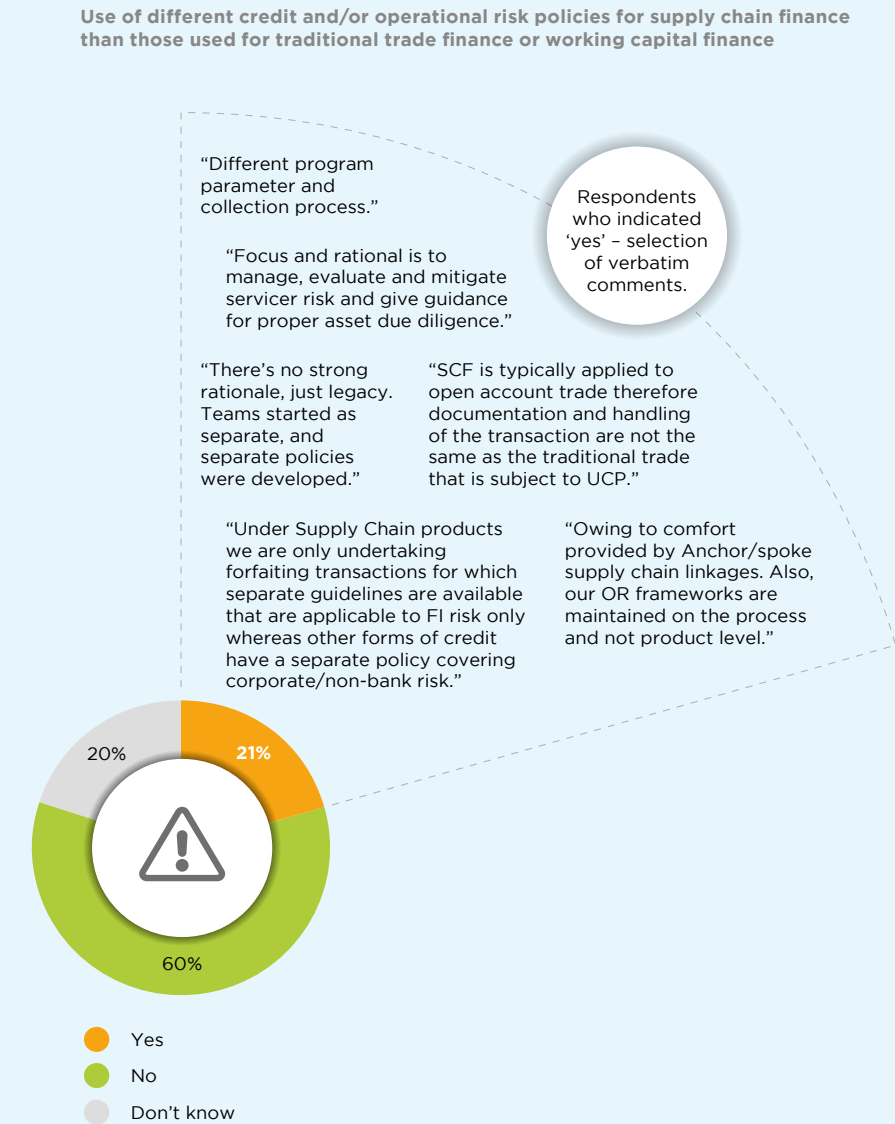 Use of different credit and/or operational risk policies for supply chain finance
than those used for traditional trade finance or working capital finance
“Different program
parameter and
collection process.”
Respondents
who indicated
‘yes’ – selection
of verbatim
comments.
“Focus and rational is to
manage, evaluate and mitigate
servicer risk and give guidance
for proper asset due diligence.”
“There’s no strong
rationale, just legacy.
Teams started as
separate, and
separate policies
were developed.”
“SCF is typically applied to
open account trade therefore
documentation and handling
of the transaction are not the
same as the traditional trade
that is subject to UCP.”
“Under Supply Chain products
we are only undertaking
forfaiting transactions for which
separate guidelines are available
that are applicable to FI risk only
whereas other forms of credit
have a separate policy covering
corporate/non-bank risk.”
“Owing to comfort
provided by Anchor/spoke
supply chain linkages. Also,
our OR frameworks are
maintained on the process
and not product level.”
20%
21%
60%
Yes
No
Don’t know